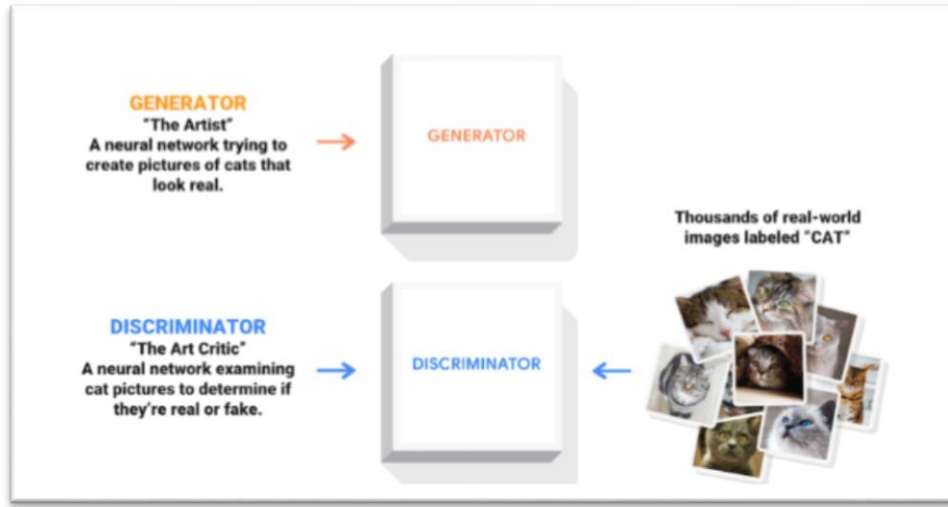 GENERATOR
"The Artist"
A neural network trying to
create pictures of cats that
look real.
GENERATOR
Thousands of real-world
images labeled "CAT"
DISCRIMINATOR
"The Art Critic"
A neural network examining
cat pictures to determine if
they're real or fake.
DISCRIMINATOR